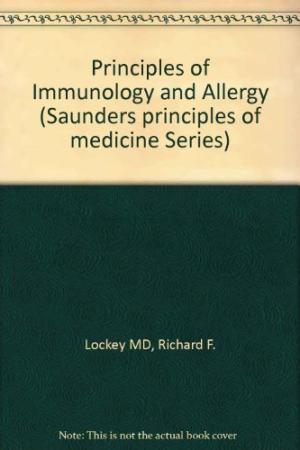 Principles of
Immunology and Allergy
(Saunders principles of
medicine Series)
Lockey MD, Richard F.
Note: This is not the actual book cover